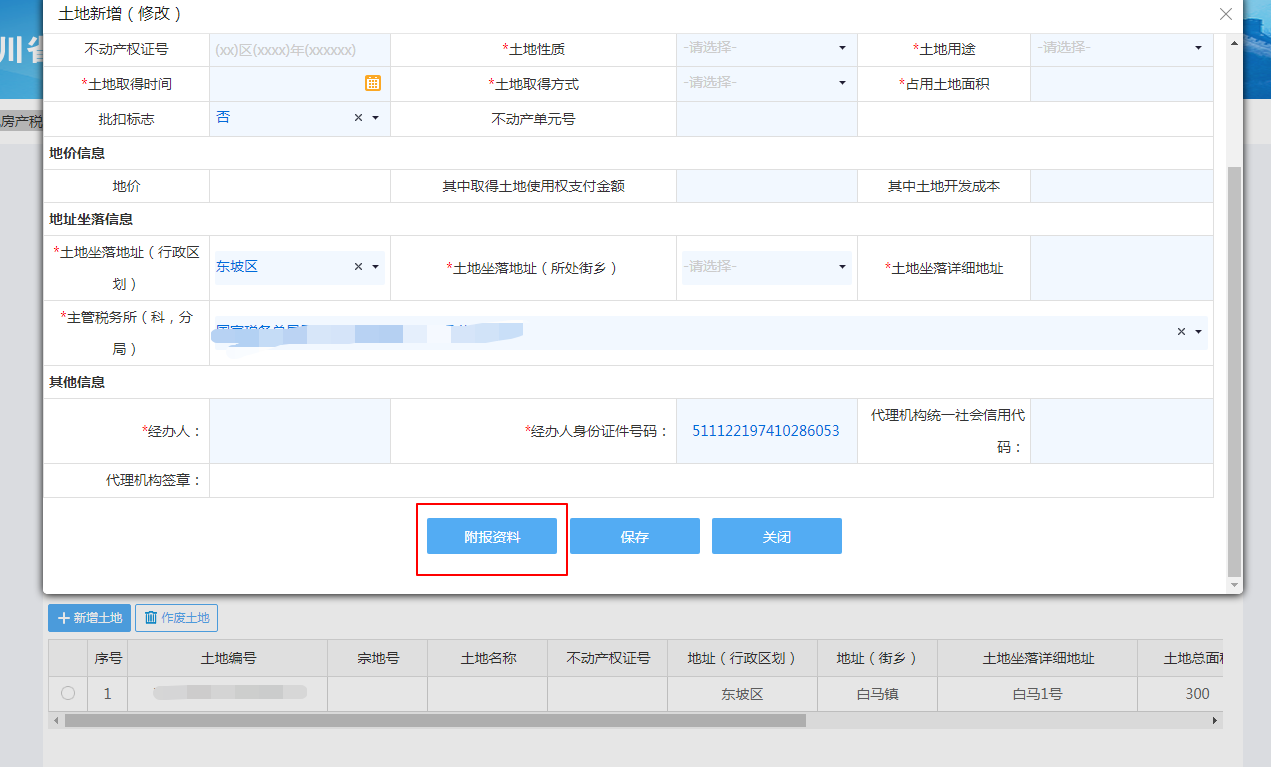 土地新增（修改）
川省
房产税
不动产权证号 (xx)区(xxxx)年(xxxxxx) *土地性质 -请选择- *土地用途 -请选择-
*土地取得时间 *土地取得方式 -请选择- *占用土地面积
批扣标志 否 不动产单元号
地价信息
地价 其中取得土地使用权支付金额 其中土地开发成本
地址坐落信息
*土地坐落地址（行政区
划） 东坡区 *土地坐落地址（所处街乡） -请选择- *土地坐落详细地址
*主管税务所（科，分
局）
其他信息
*经办人： *经办人身份证件号码： 511122197410286053 代理机构统一社会信用代
码：
代理机构签章：
附报资料 保存 关闭
新增土地 作废土地
序号 土地编号 宗地号 土地名称 不动产权证号 地址（行政区划） 地址（街乡） 土地坐落详细地址 土地总面积
1 东坡区 白马镇 白马1号 300